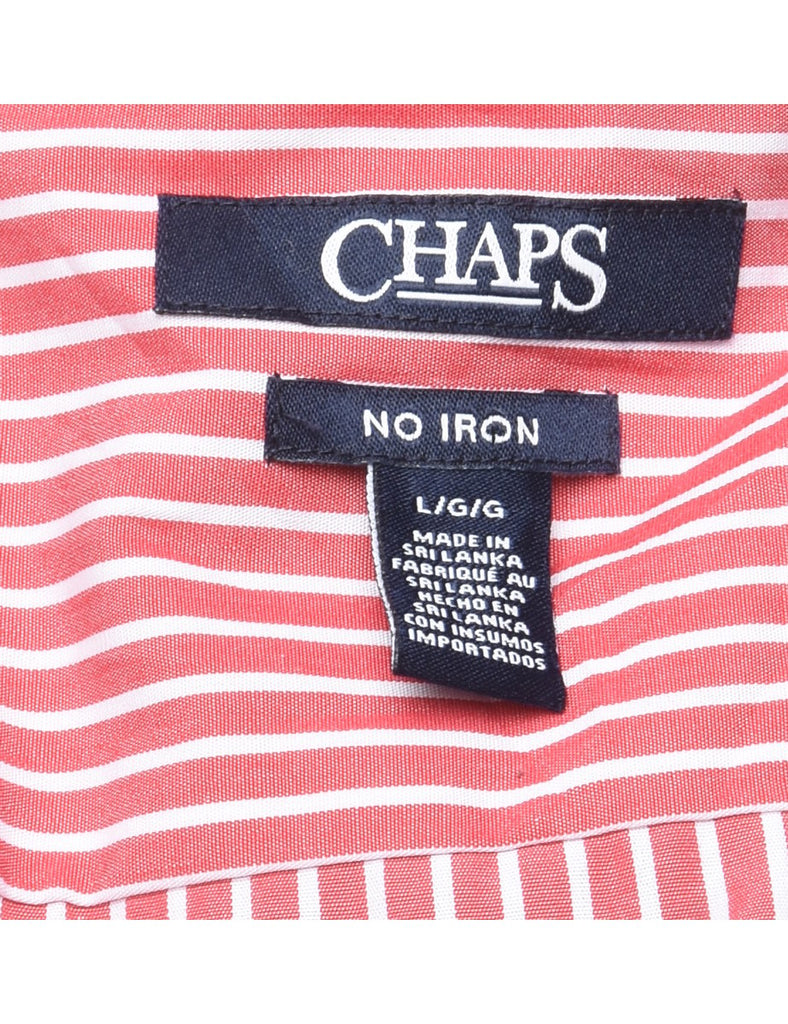 CHAPS
NO IRON
L/G/G
MADE IN
SRI LANKA
FABRIQUÉ AU
SRI LANKA
HECHO EN
SRI LANKA
CON INSUMOS
IMPORTADOS